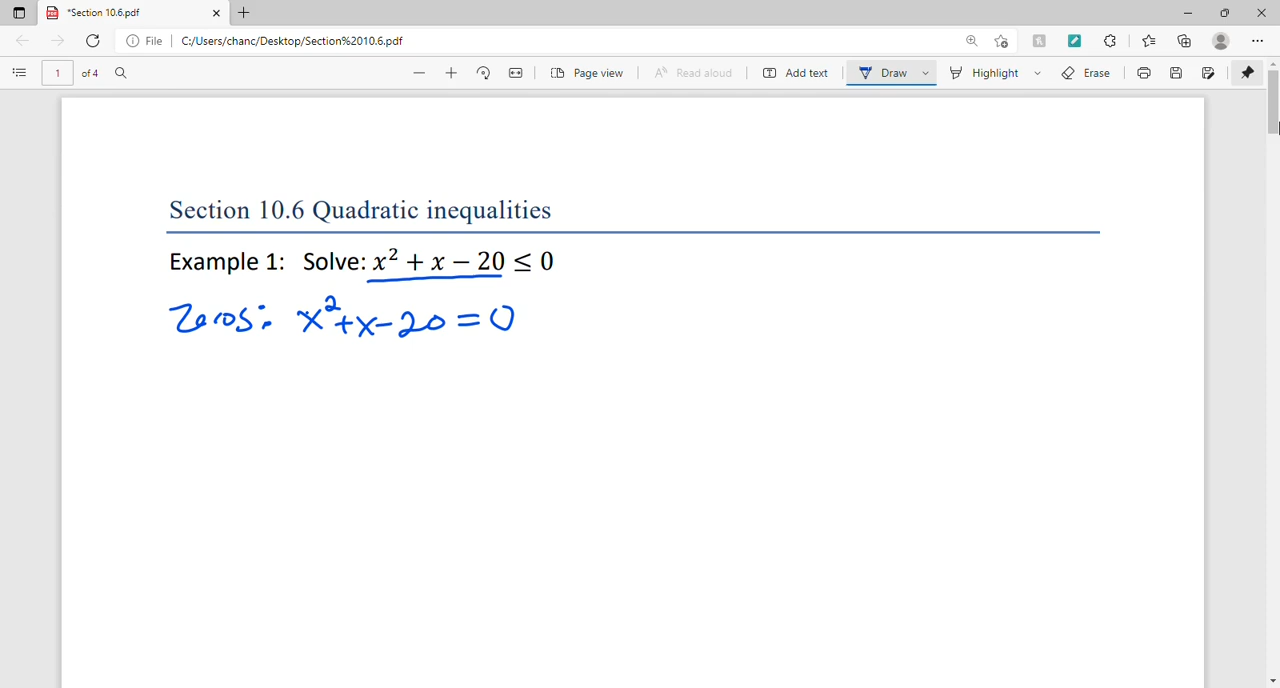 *Section 10.6.pdf
File | C:/Users/chanc/Desktop/Section%2010.6.pdf
1 of 4 Page view Read aloud Add text Draw Highlight Erase
Section 10.6 Quadratic inequalities
Example 1: Solve: x² + x − 20 ≤ 0
Zeros: x²+x-20=0